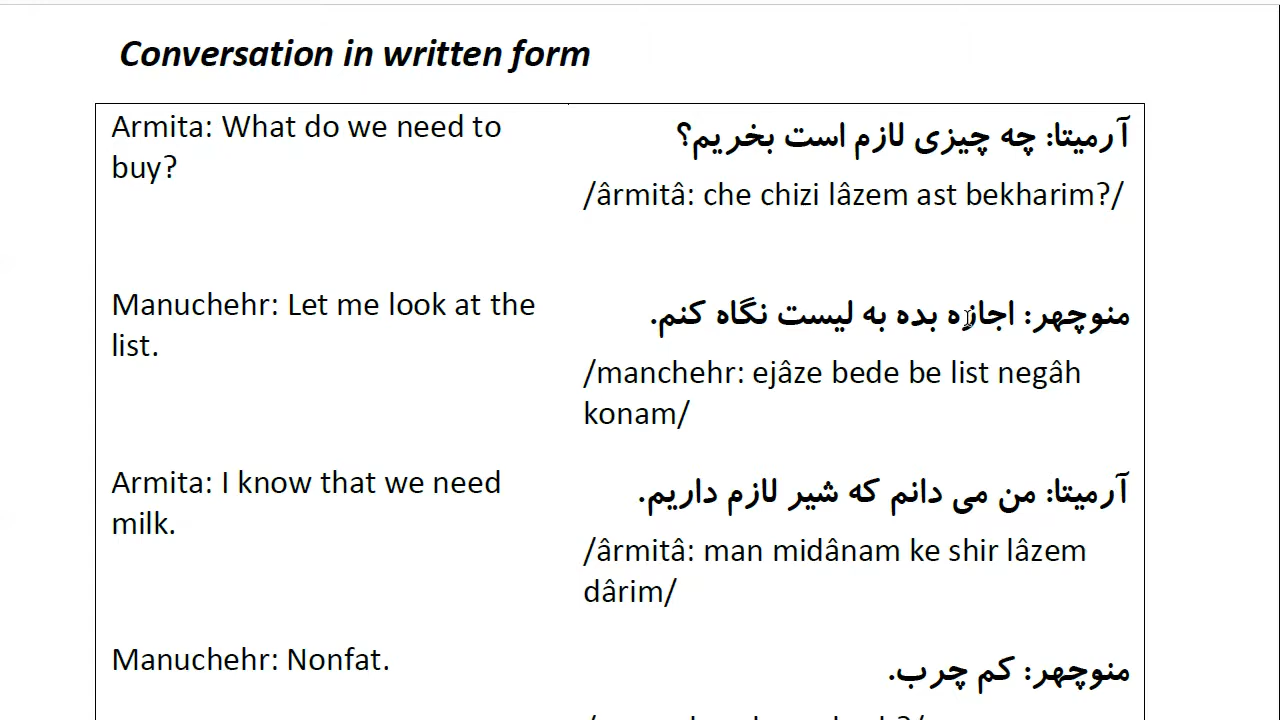 Conversation in written form
Armita: What do we need to
buy?
آرمیتا: چه چیزی لازم است بخریم؟
/ârmitâ: che chizi lâzem ast bekharim?/
Manuchehr: Let me look at the
list.
منوچهر: اجازه بده به لیست نگاه کنم.
/manchehr: ejâze bede be list negâh
konam/
Armita: I know that we need
milk.
آرمیتا: من می دانم که شیر لازم داریم.
/ârmitâ: man midânam ke shir lâzem
dârim/
Manuchehr: Nonfat.
منوچهر: کم چرب.